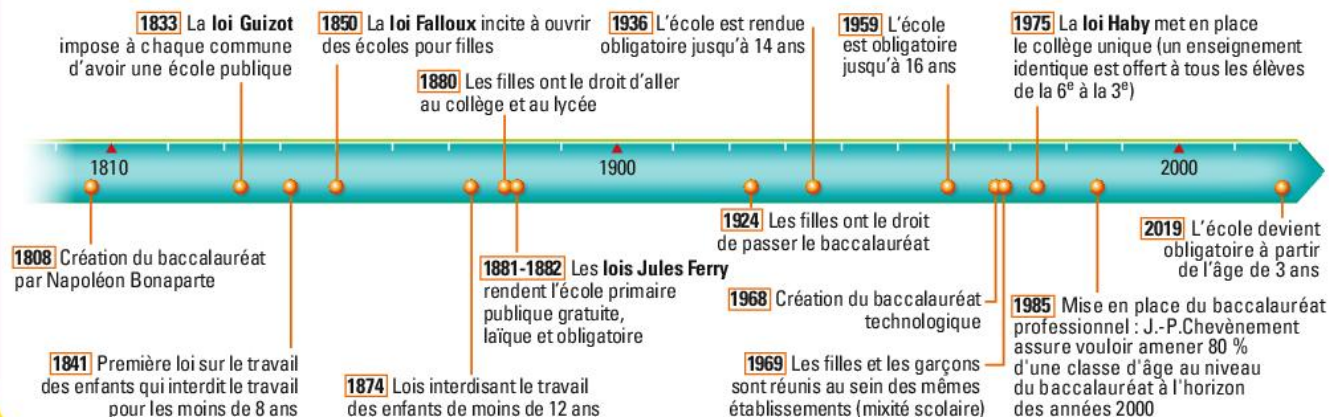 1833 La loi Guizot
impose à chaque commune
d'avoir une école publique
1850 La loi Falloux incite à ouvrir
des écoles pour filles
1880 Les filles ont le droit d'aller
au collège et au lycée
1936 L'école est rendue
obligatoire jusqu'à 14 ans
1959 L'école
est obligatoire
jusqu'à 16 ans
1975 La loi Haby met en place
le collège unique (un enseignement
identique est offert à tous les élèves
de la 6e à la 3e)
1810
1900
2000
1808 Création du baccalauréat
par Napoléon Bonaparte
1841 Première loi sur le travail
des enfants qui interdit le travail
pour les moins de 8 ans
1874 Lois interdisant le travail
des enfants de moins de 12 ans
1881-1882 Les lois Jules Ferry
rendent l'école primaire
publique gratuite,
laïque et obligatoire
1924 Les filles ont le droit
de passer le baccalauréat
1968 Création du baccalauréat
technologique
1969 Les filles et les garçons
sont réunis au sein des mêmes
établissements (mixité scolaire)
1985 Mise en place du baccalauréat
professionnel : J.-P.Chevènement
assure vouloir amener 80 %
d'une classe d'âge au niveau
du baccalauréat à l'horizon
des années 2000
2019 L'école devient
obligatoire à partir
de l'âge de 3 ans